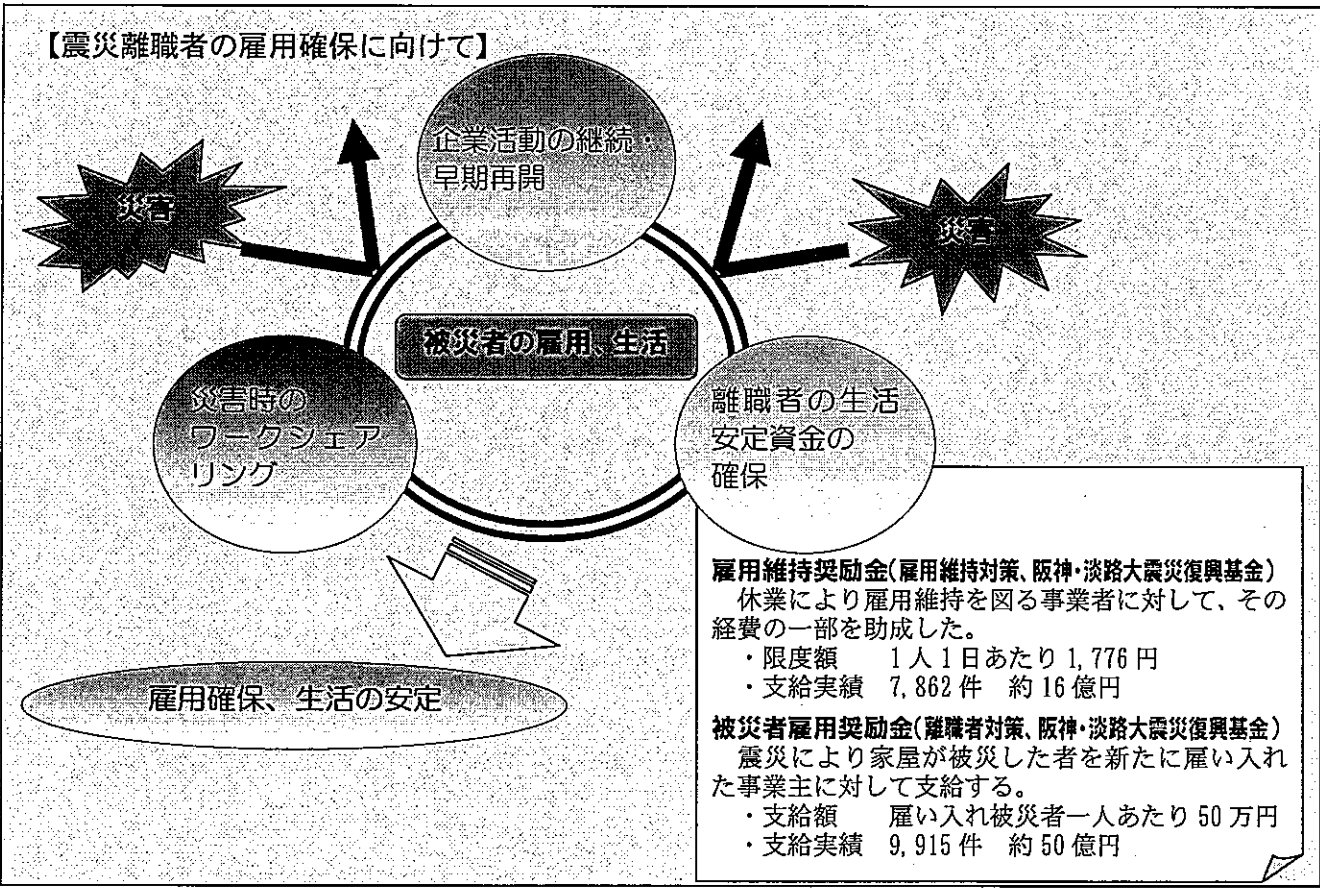 【震災離職者の雇用確保に向けて】
企業活動の継続・
早期再開
災害
災害
被災者の雇用、生活
災害時の
ワークシェア
リング
離職者の生活
安定資金の
確保
雇用確保、生活の安定
雇用維持奨励金(雇用維持対策、阪神・淡路大震災復興基金)
休業により雇用維持を図る事業者に対して、その
経費の一部を助成した。
・限度額 1人1日あたり1,776円
・支給実績 7,862件 約16億円
被災者雇用奨励金(離職者対策、阪神・淡路大震災復興基金)
震災により家屋が被災した者を新たに雇い入れ
た事業主に対して支給する。
・支給額 雇い入れ被災者一人あたり50万円
・支給実績 9,915件 約50億円